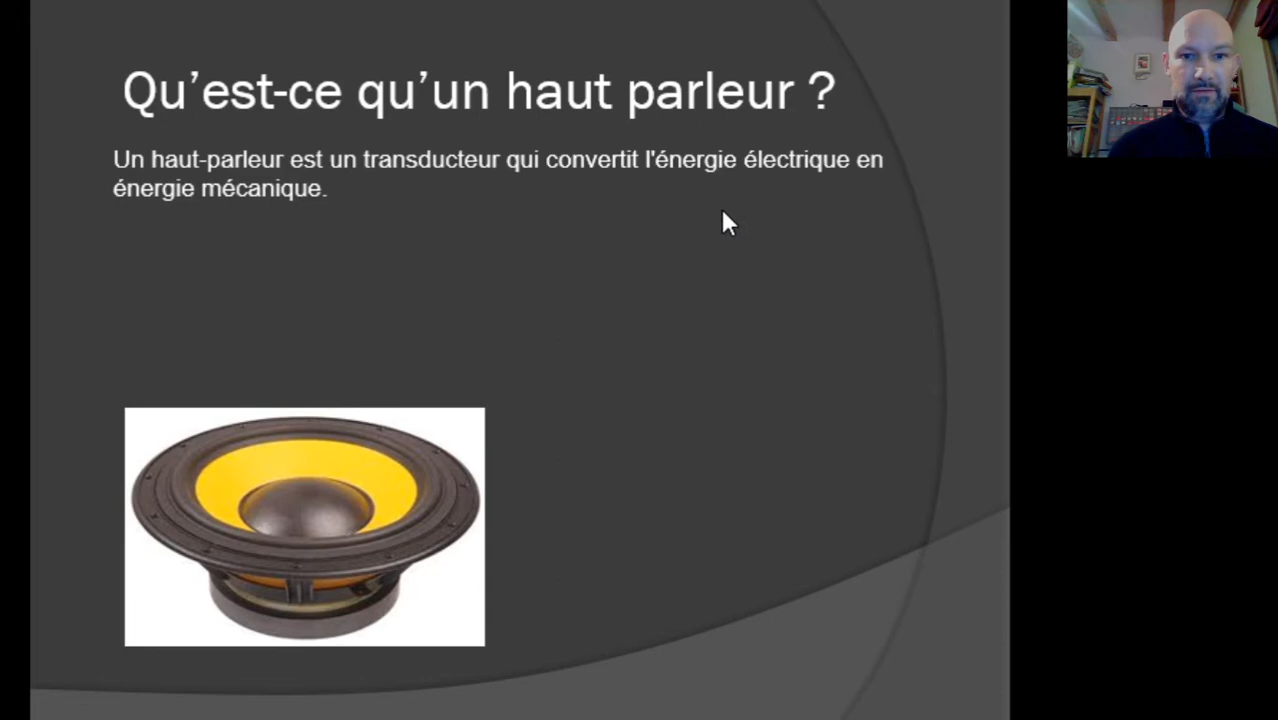 Qu’est-ce qu’un haut parleur ?
Un haut-parleur est un transducteur qui convertit l'énergie électrique en
énergie mécanique.